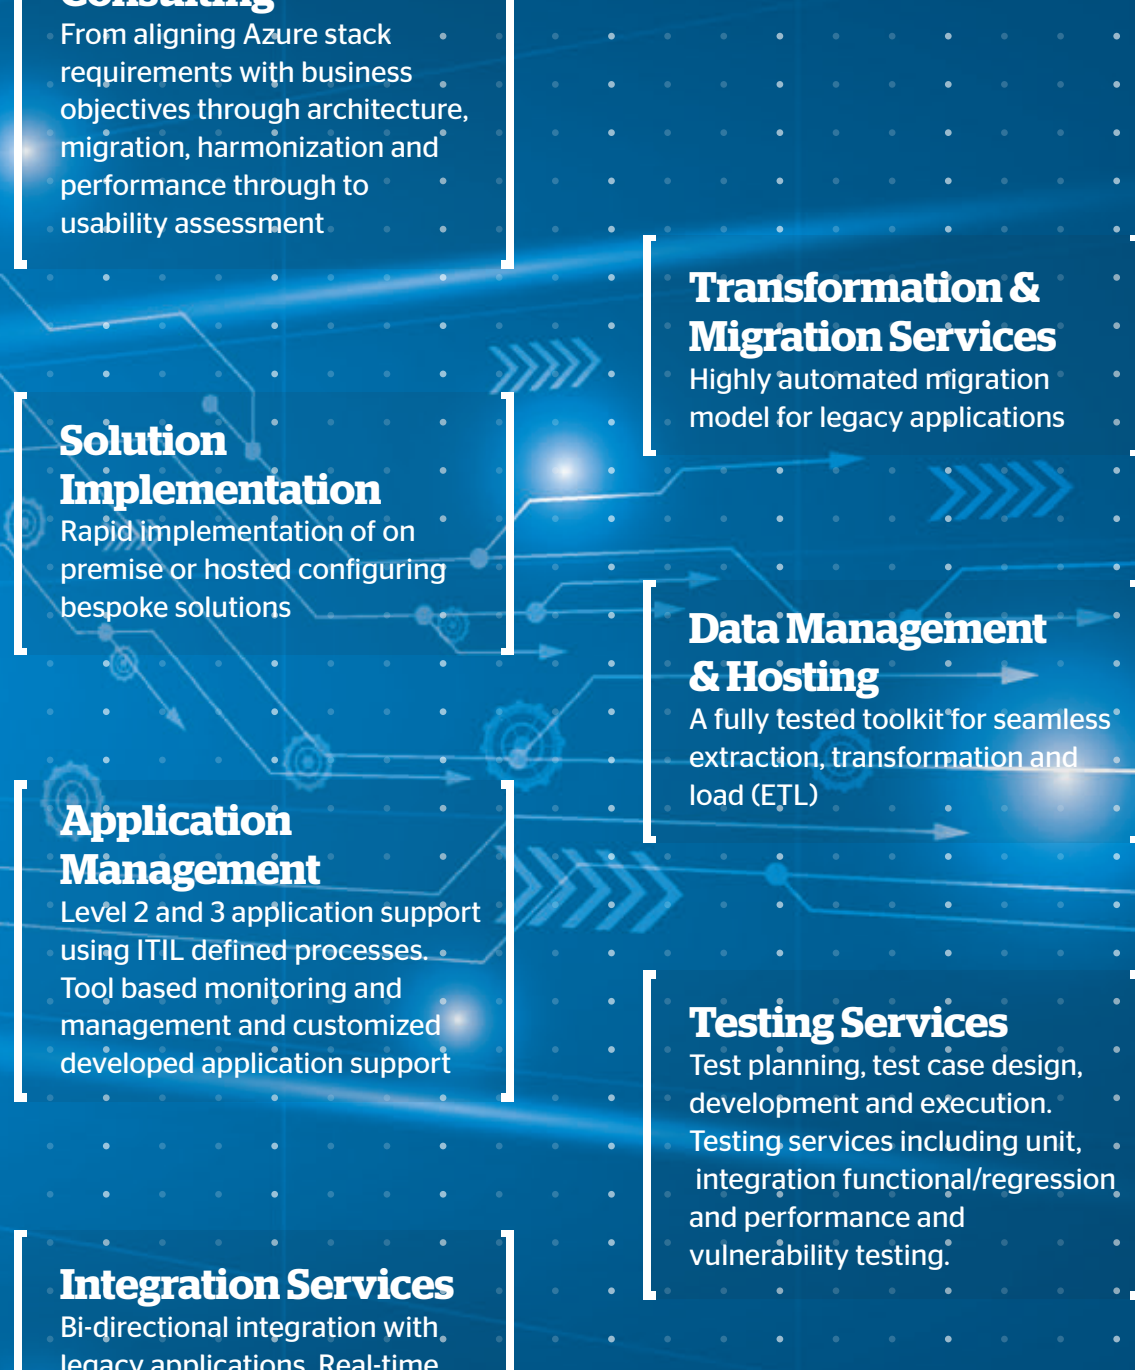 Consulting
From aligning Azure stack
requirements with business
objectives through architecture,
migration, harmonization and
performance through to
usability assessment
Transformation &
Migration Services
Highly automated migration
model for legacy applications
Solution
Implementation
Rapid implementation of on
premise or hosted configuring
bespoke solutions
Data Management
& Hosting
A fully tested toolkit for seamless
extraction, transformation and
load (ETL)
Application
Management
Level 2 and 3 application support
using ITIL defined processes.
Tool based monitoring and
management and customized
developed application support
Testing Services
Test planning, test case design,
development and execution.
Testing services including unit,
integration functional/regression
and performance and
vulnerability testing.
Integration Services
Bi-directional integration with
legacy applications. Real-time